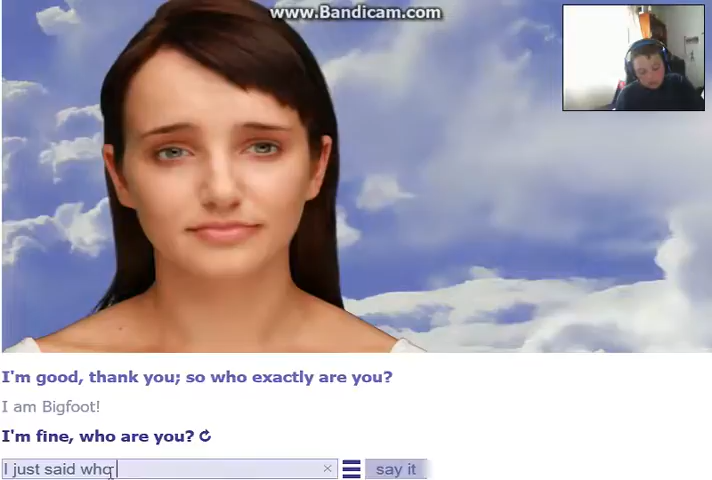 www.Bandicam.com
I'm good, thank you; so who exactly are you?
I am Bigfoot!
I'm fine, who are you?
I just said who
say it